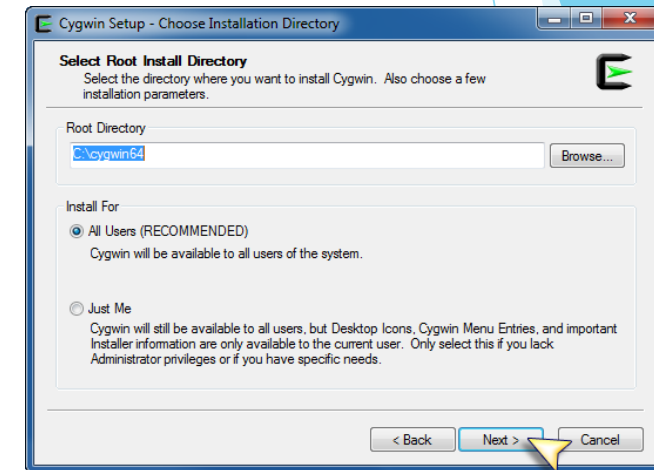 Cygwin Setup - Choose Installation Directory
Select Root Install Directory
Select the directory where you want to install Cygwin. Also choose a few
installation parameters.
Root Directory
C:\cygwin64
Browse...
Install For
All Users (RECOMMENDED)
Cygwin will be available to all users of the system.
Just Me
Cygwin will still be available to all users, but Desktop Icons, Cygwin Menu Entries, and important
Installer information are only available to the current user. Only select this if you lack
Administrator privileges or if you have specific needs.
< Back Next > Cancel